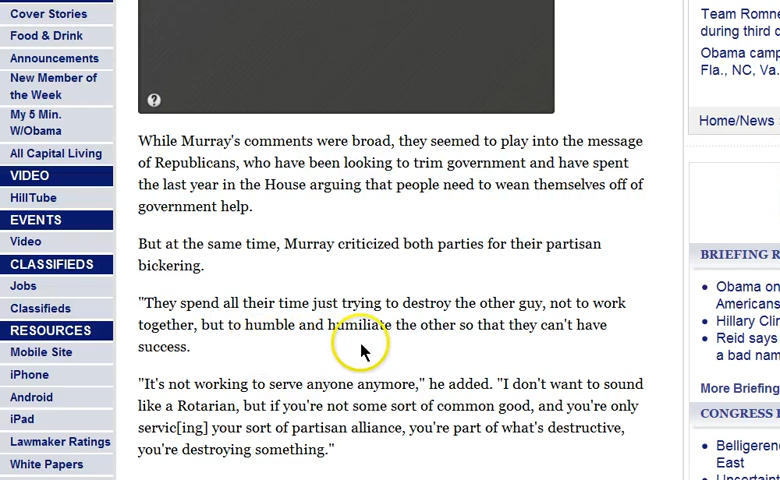 Cover Stories
Food & Drink
Announcements
New Member of
the Week
My 5 Min.
W/Obama
All Capital Living
VIDEO
HillTube
EVENTS
Video
CLASSIFIEDS
Jobs
Classifieds
RESOURCES
Mobile Site
iPhone
Android
iPad
Lawmaker Ratings
White Papers
?
While Murray's comments were broad, they seemed to play into the message
of Republicans, who have been looking to trim government and have spent
the last year in the House arguing that people need to wean themselves off of
government help.
But at the same time, Murray criticized both parties for their partisan
bickering.
"They spend all their time just trying to destroy the other guy, not to work
together, but to humble and humiliate the other so that they can't have
success.
"It's not working to serve anyone anymore," he added. "I don't want to sound
like a Rotarian, but if you're not some sort of common good, and you're only
servic[ing] your sort of partisan alliance, you're part of what's destructive,
you're destroying something."
Team Romne
during third d
Obama camp
Fla., NC, Va.
Home/News
BRIEFING R
Obama on
Americans
Hillary Clin
Reid says
a bad nam
More Briefing
CONGRESS B
Belligeren
East